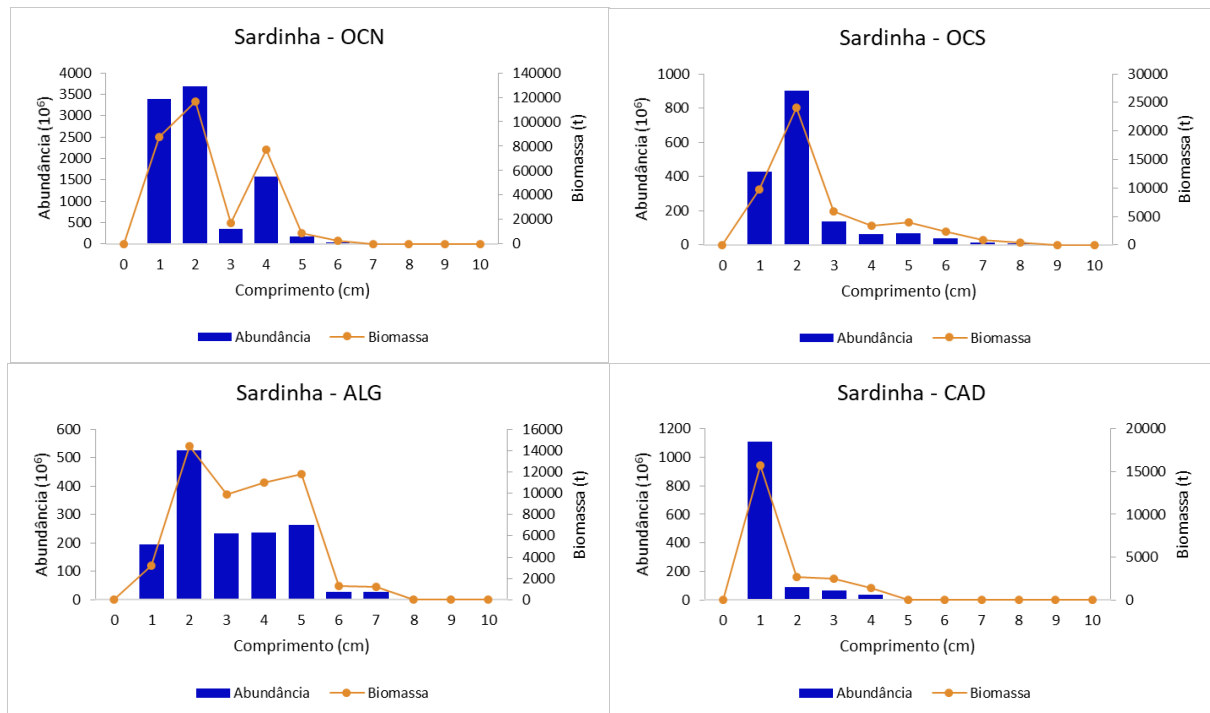 Sardinha - OCN
Abundância (10⁶)
4000
3500
3000
2500
2000
1500
1000
500
0
140000
120000
100000
80000
60000
40000
20000
0
Biomassa (t)
0 1 2 3 4 5 6 7 8 9 10
Comprimento (cm)
Abundância Biomassa
Sardinha - OCS
Abundância (10⁶)
1000
800
600
400
200
0
30000
25000
20000
15000
10000
5000
0
Biomassa (t)
0 1 2 3 4 5 6 7 8 9 10
Comprimento (cm)
Abundância Biomassa
Sardinha - ALG
Abundância (10⁶)
600
500
400
300
200
100
0
16000
14000
12000
10000
8000
6000
4000
2000
0
Biomassa (t)
0 1 2 3 4 5 6 7 8 9 10
Comprimento (cm)
Abundância Biomassa
Sardinha - CAD
Abundância (10⁶)
1200
1000
800
600
400
200
0
20000
15000
10000
5000
0
Biomassa (t)
0 1 2 3 4 5 6 7 8 9 10
Comprimento (cm)
Abundância Biomassa